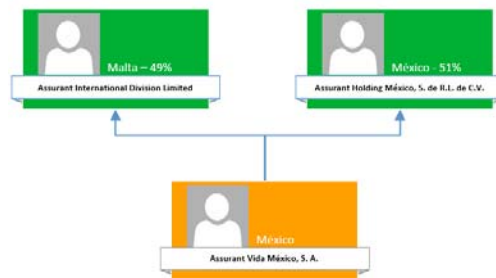 Malta – 49%
Assurant International Division Limited
México - 51%
Assurant Holding México, S. de R.L. de C.V.
México
Assurant Vida México, S. A.